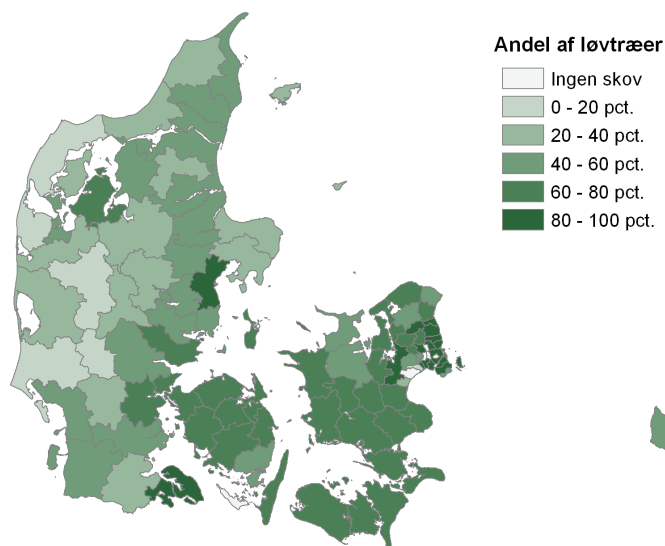 Andel af løvtræer
Ingen skov
0 - 20 pct.
20 - 40 pct.
40 - 60 pct.
60 - 80 pct.
80 - 100 pct.